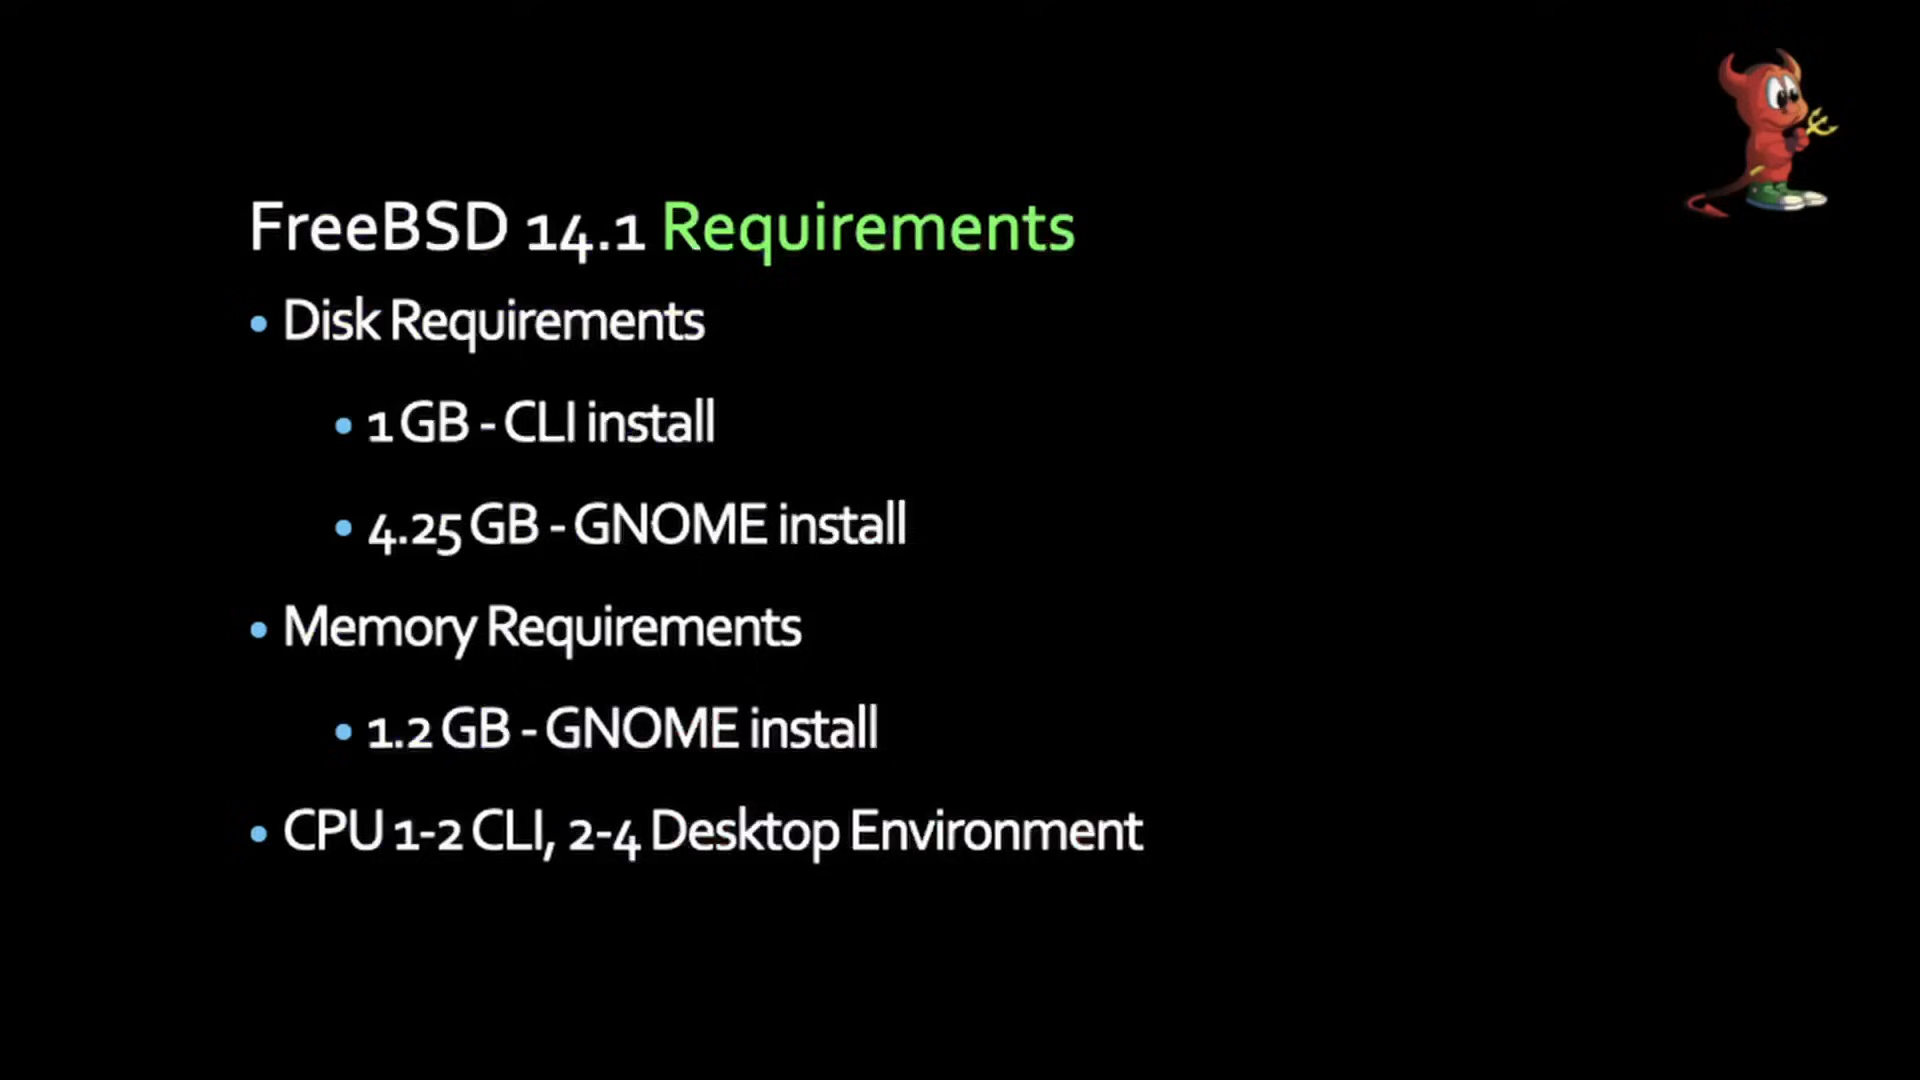 FreeBSD 14.1 Requirements
• Disk Requirements
• 1 GB - CLI install
• 4.25 GB - GNOME install
• Memory Requirements
• 1.2 GB - GNOME install
• CPU 1-2 CLI, 2-4 Desktop Environment